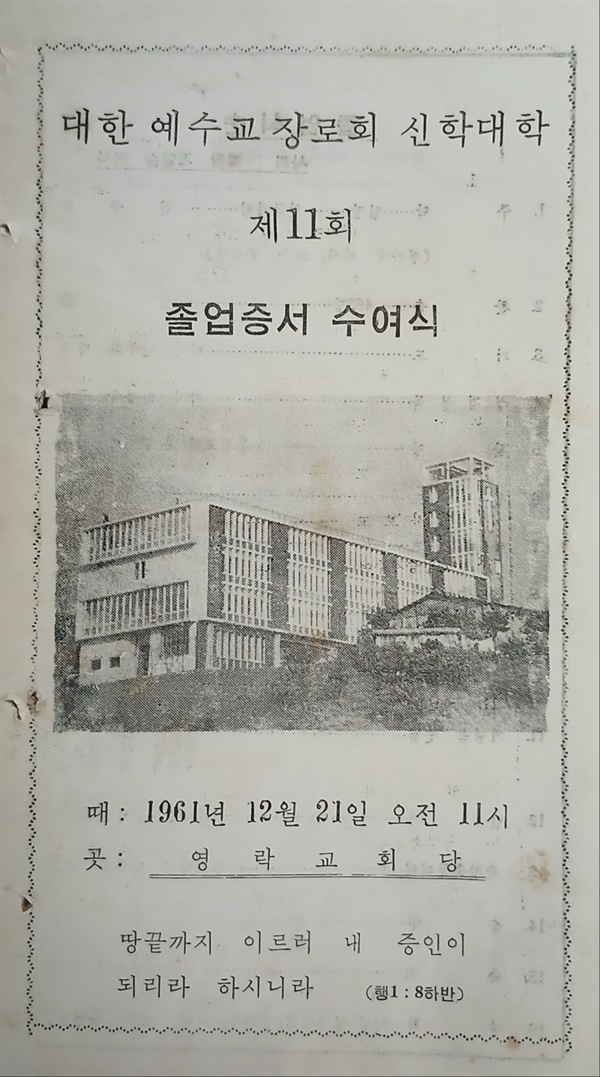 대한 예수교 장로회 신학대학
제11회
졸업증서 수여식
때 : 1961년 12월 21일 오전 11시
곳 : 영 락 교 회 당
땅끝까지 이르러 내 증인이
되리라 하시니라 (행1 : 8하반)